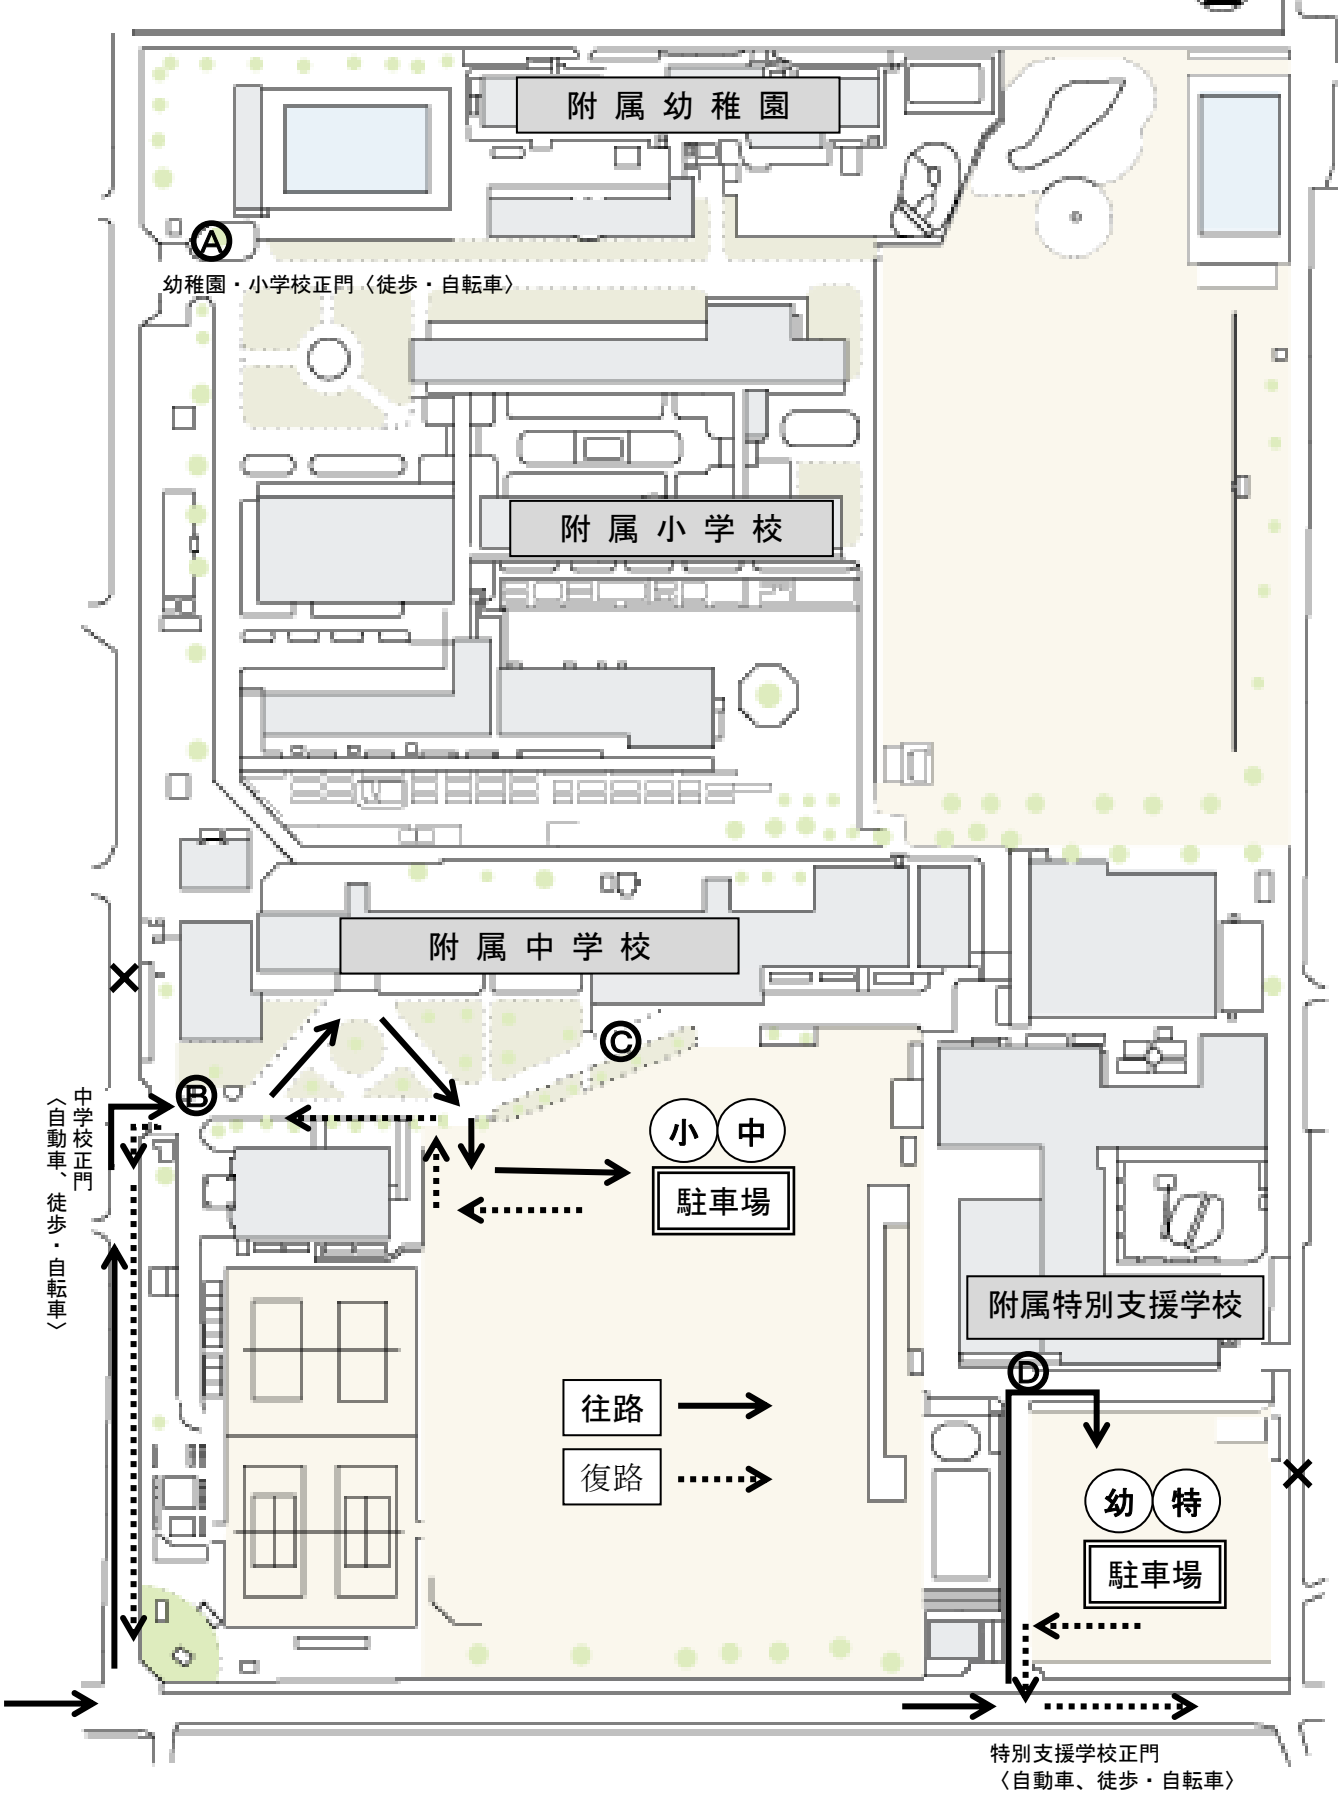 附属幼稚園
Ⓐ
幼稚園・小学校正門〈徒歩・自転車〉
附属小学校
附属中学校
×
Ⓒ
Ⓑ
中学校正門
〈自動車、徒歩・自転車〉
小 中
駐車場
附属特別支援学校
Ⓓ
往路
復路
×
幼 特
駐車場
特別支援学校正門
〈自動車、徒歩・自転車〉